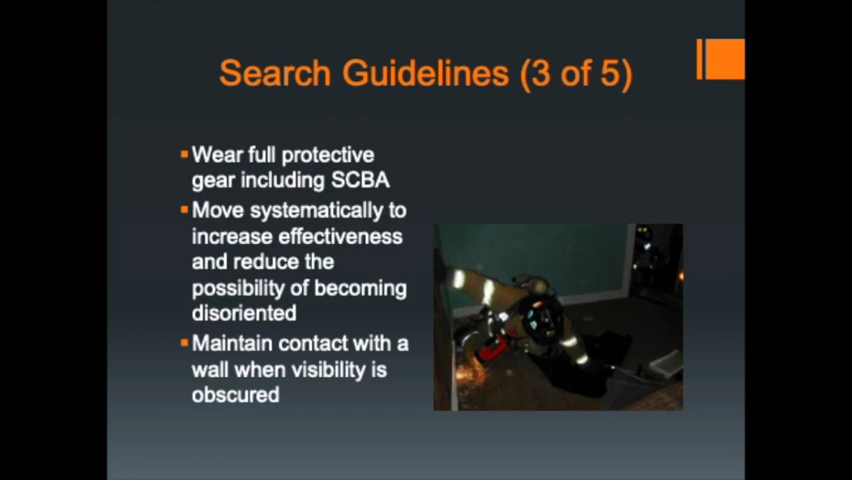 Search Guidelines (3 of 5)
Wear full protective
gear including SCBA
Move systematically to
increase effectiveness
and reduce the
possibility of becoming
disoriented
Maintain contact with a
wall when visibility is
obscured